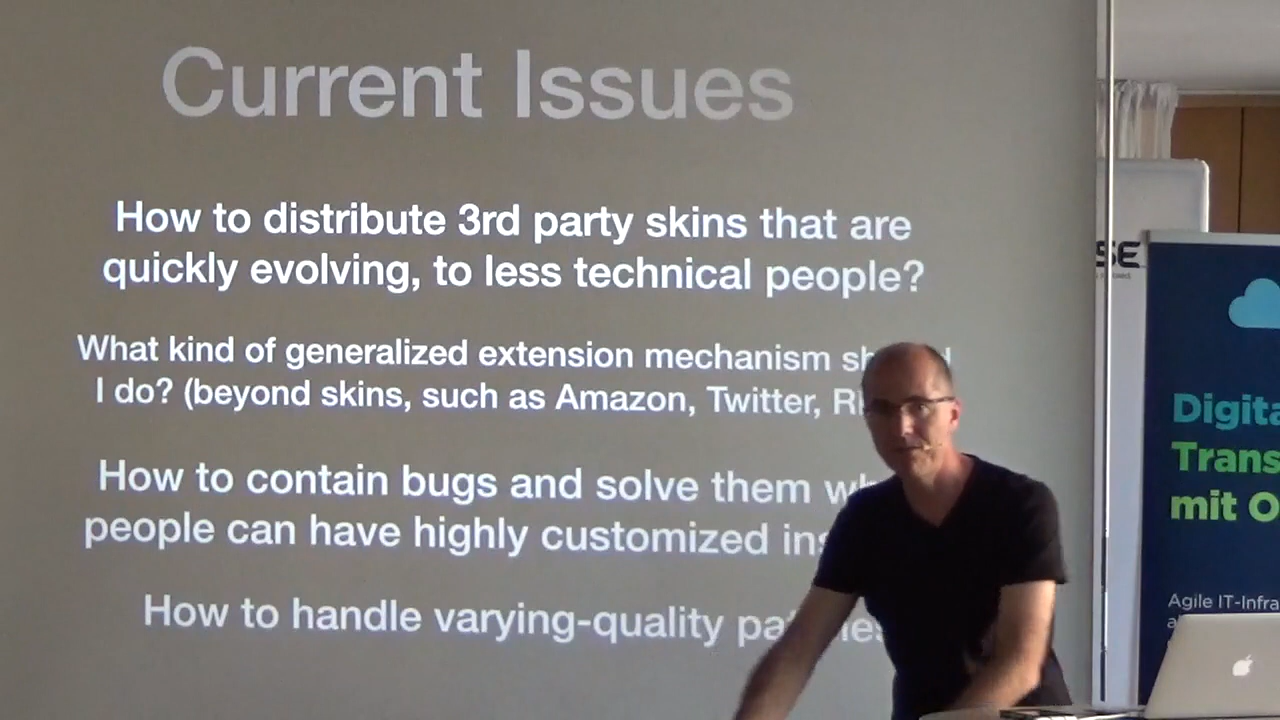 Current Issues
How to distribute 3rd party skins that are
quickly evolving, to less technical people?
What kind of generalized extension mechanism
I do? (beyond skins, such as Amazon, Twitter,
How to contain bugs and solve them
people can have highly customized
How to handle varying-quality
SE
Digita
Trans
mit O
Agile IT-Infra